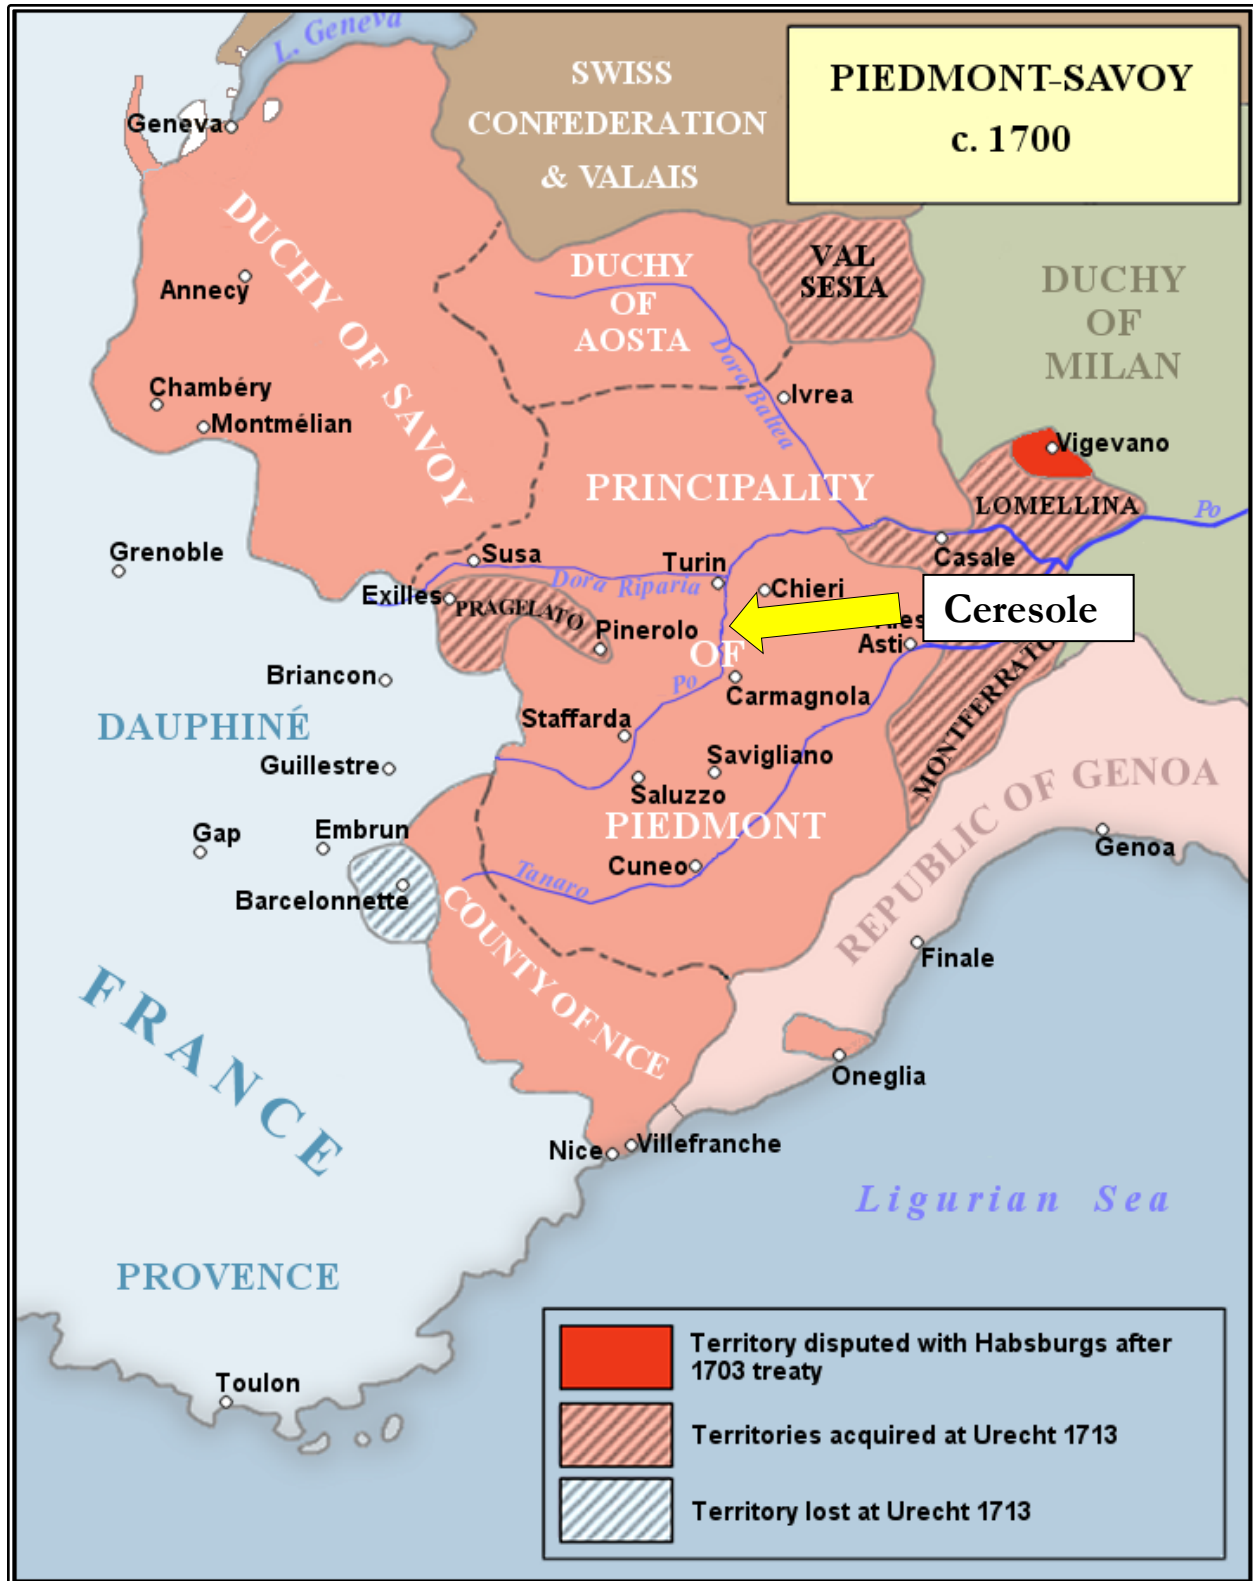 PIEDMONT-SAVOY
c. 1700
L. Geneva
SWISS
CONFEDERATION
& VALAIS
Geneva
DUCHY OF SAVOY
Annecy
Chambéry
Montmélian
DUCHY
OF
AOSTA
VAL
SESIA
DUCHY
OF
MILAN
Dora Baltea
Ivrea
Vigevano
PRINCIPALITY
LOMELLINA
Po
Grenoble
Susa
Turin
Casale
Dora Riparia
Chieri
Exilles
PRAGELATO
Ceresole
Pinerolo
Asti
OF
Briancon
Po
Carmagnola
DAUPHINÉ
Staffarda
MONTFERRATO
Guillestre
Savigliano
Saluzzo
REPUBLIC OF GENOA
PIEDMONT
Gap
Embrun
Genoa
Cuneo
Tanaro
Barcelonnette
COUNTY OF NICE
Finale
FRANCE
Oneglia
Nice
Villefranche
Ligurian Sea
PROVENCE
Toulon
Territory disputed with Habsburgs after
1703 treaty
Territories acquired at Urecht 1713
Territory lost at Urecht 1713